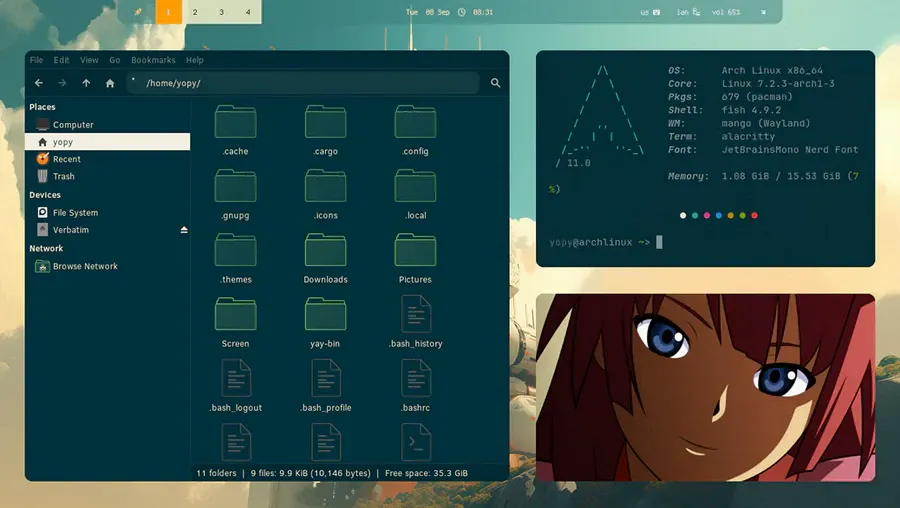 1 2 3 4
Tue 08 Sep 08:31
us lan vol 65%
File Edit View Go Bookmarks Help
/home/yopy/
Places
Computer
yopy
Recent
Trash
Devices
File System
Verbatim
Network
Browse Network
.cache .cargo .config
.gnupg .icons .local
.themes Downloads Pictures
Screen yay-bin .bash_history
.bash_logout .bash_profile .bashrc
11 folders | 9 files: 9.9 KiB (10,146 bytes) | Free space: 35.3 GiB
OS: Arch Linux x86_64
Core: Linux 7.2.3-arch1-3
Pkgs: 679 (pacman)
Shell: fish 4.9.2
WM: mango (Wayland)
Term: alacritty
Font: JetBrainsMono Nerd Font
/ 11.0
Memory: 1.08 GiB / 15.53 GiB (7
%)
yopy@archlinux ~>